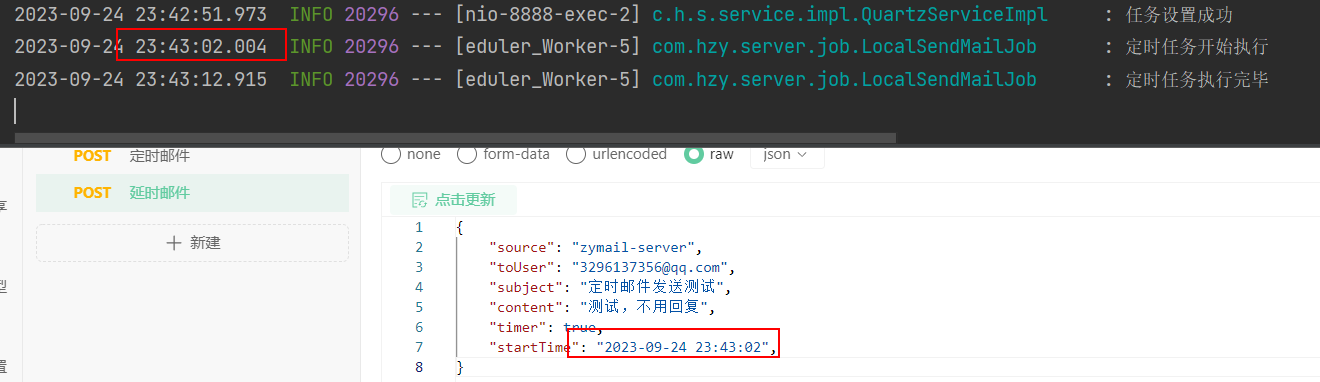 2023-09-24 23:42:51.973 INFO 20296 --- [nio-8888-exec-2] c.h.s.service.impl.QuartzServiceImpl : 任务设置成功
2023-09-24 23:43:02.004 INFO 20296 --- [eduler_Worker-5] com.hzy.server.job.LocalSendMailJob : 定时任务开始执行
2023-09-24 23:43:12.915 INFO 20296 --- [eduler_Worker-5] com.hzy.server.job.LocalSendMailJob : 定时任务执行完毕
POST 定时邮件
none form-data urlencoded raw json
POST 延时邮件
享
点击更新
新建
型
置
1 {
2 "source": "zymail-server",
3 "toUser": "3296137356@qq.com",
4 "subject": "定时邮件发送测试",
5 "content": "测试，不用回复",
6 "timer": true,
7 "startTime": "2023-09-24 23:43:02",
8 }